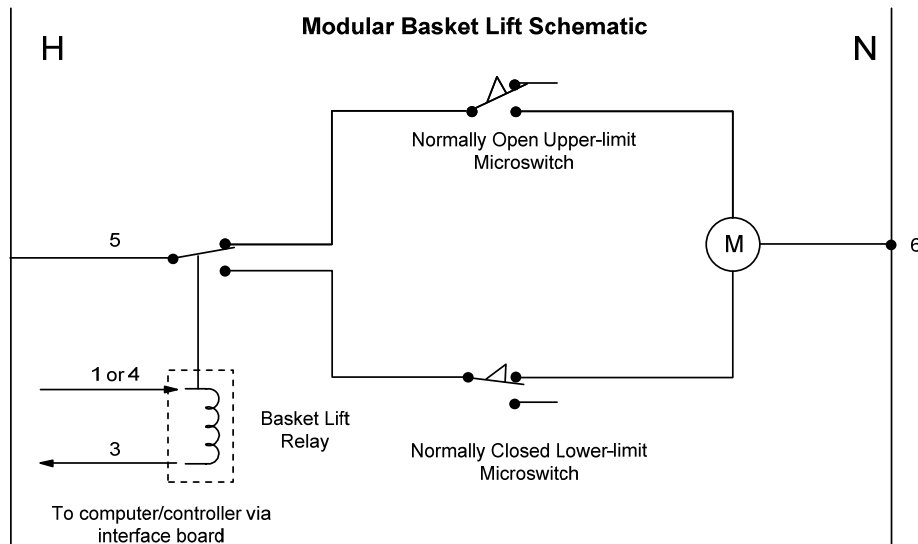 Modular Basket Lift Schematic
H
N
Normally Open Upper-limit
Microswitch
5
M
6
1 or 4
Basket Lift
Relay
3
Normally Closed Lower-limit
Microswitch
To computer/controller via
interface board